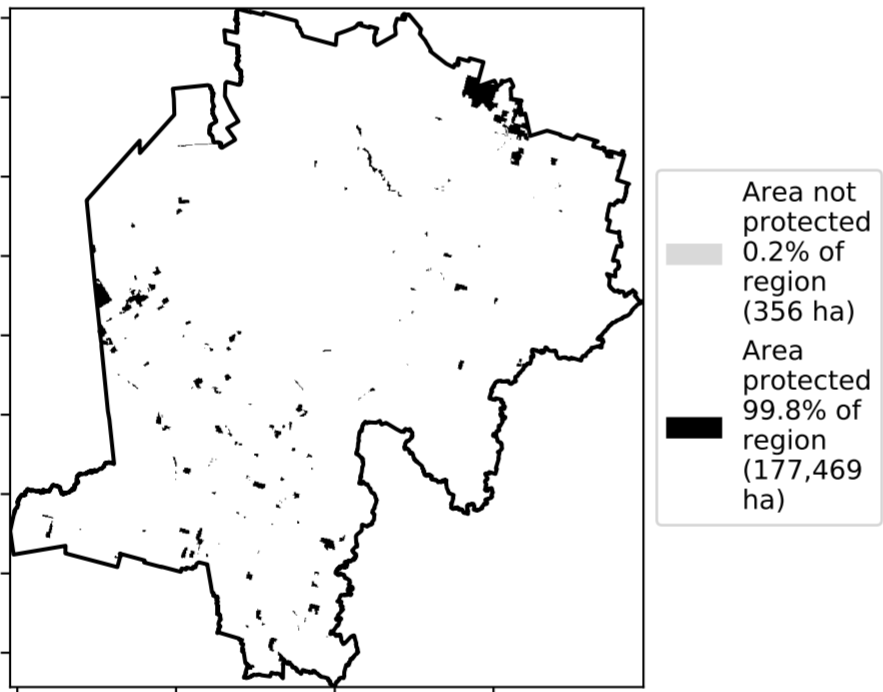 Area not
protected
0.2% of
region
(356 ha)
Area
protected
99.8% of
region
(177,469
ha)